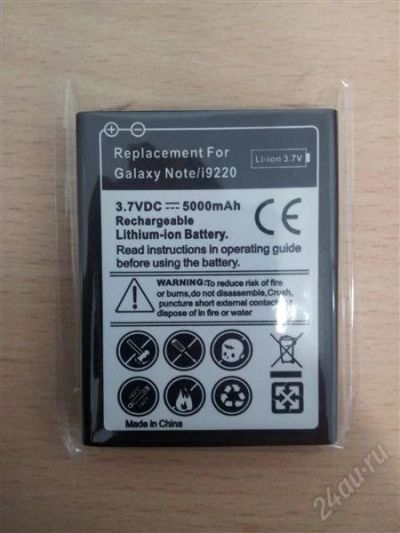 Replacement For
Galaxy Note/i9220
Li-ion 3.7V
3.7VDC ⎓ 5000mAh
Rechargeable
Lithium-ion Battery.
Read instructions in operating guide
before using the battery.
CE
WARNING:To reduce risk of fire
or burns,do not disassemble,Crush,
puncture short external contacts,
dispose of in fire or water
Made in China
24au.ru